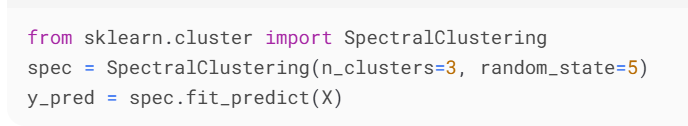 from sklearn.cluster import SpectralClustering
spec = SpectralClustering(n_clusters=3, random_state=5)
y_pred = spec.fit_predict(X)